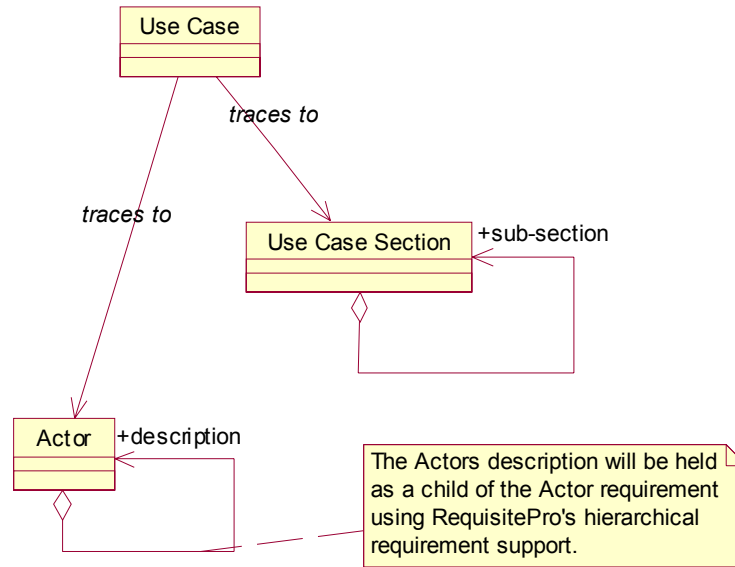 Use Case
traces to
traces to
Use Case Section
+sub-section
Actor
+description
The Actors description will be held
as a child of the Actor requirement
using RequisitePro's hierarchical
requirement support.